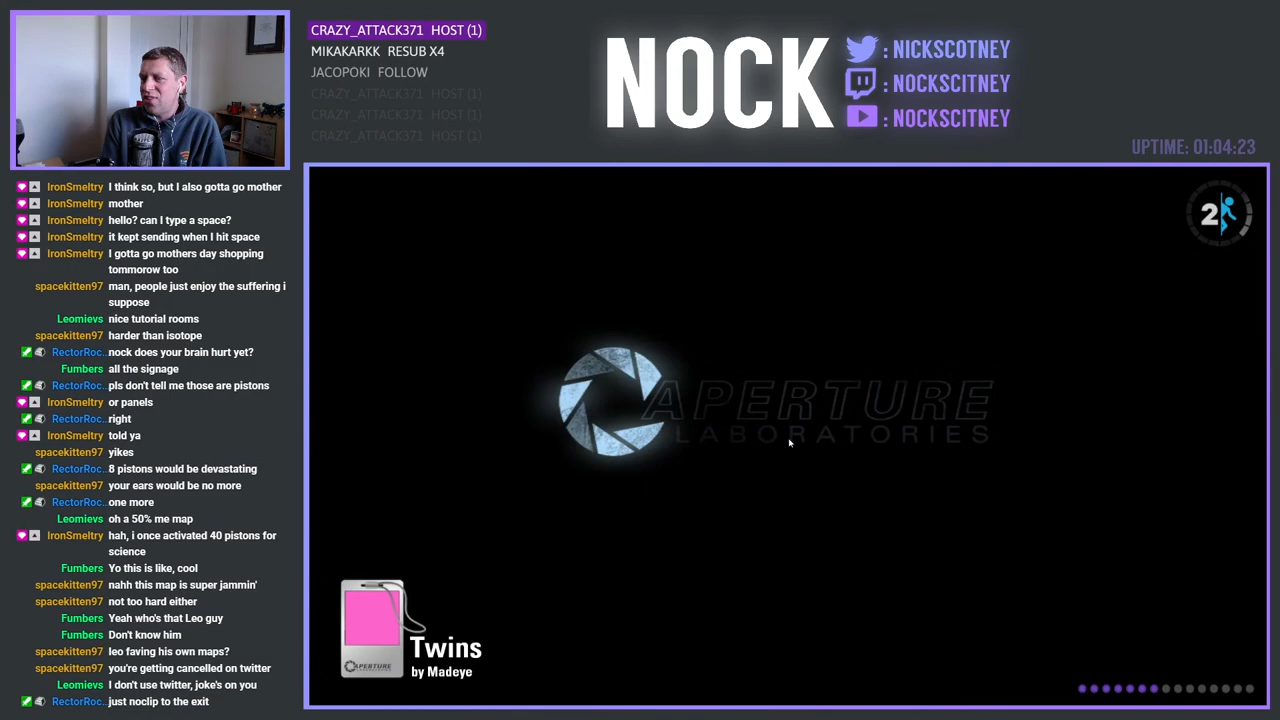 CRAZY_ATTACK371 HOST (1)
MIKAKARKK RESUB X4
JACOPOKI FOLLOW
CRAZY_ATTACK371 HOST (1)
CRAZY_ATTACK371 HOST (1)
CRAZY_ATTACK371 HOST (1)
NOCK
: NICKSCOTNEY
: NOCKSCITNEY
: NOCKSCITNEY
UPTIME: 01:04:23
IronSmeltry I think so, but I also gotta go mother
IronSmeltry mother
IronSmeltry hello? can I type a space?
IronSmeltry it kept sending when I hit space
IronSmeltry I gotta go mothers day shopping
tommorow too
spacekitten97 man, people just enjoy the suffering i
suppose
Leomievs nice tutorial rooms
spacekitten97 harder than isotope
RectorRoc.. nock does your brain hurt yet?
Fumbers all the signage
RectorRoc.. pls don't tell me those are pistons
IronSmeltry or panels
RectorRoc.. right
IronSmeltry told ya
spacekitten97 yikes
RectorRoc.. 8 pistons would be devastating
spacekitten97 your ears would be no more
RectorRoc.. one more
Leomievs oh a 50% me map
IronSmeltry hah, i once activated 40 pistons for
science
Fumbers Yo this is like, cool
spacekitten97 nahh this map is super jammin'
spacekitten97 not too hard either
Fumbers Yeah who's that Leo guy
Fumbers Don't know him
spacekitten97 leo faving his own maps?
spacekitten97 you're getting cancelled on twitter
Leomievs I don't use twitter, joke's on you
RectorRoc.. just noclip to the exit
2
APERTURE
LABORATORIES
APERTURE
Twins
by Madeye